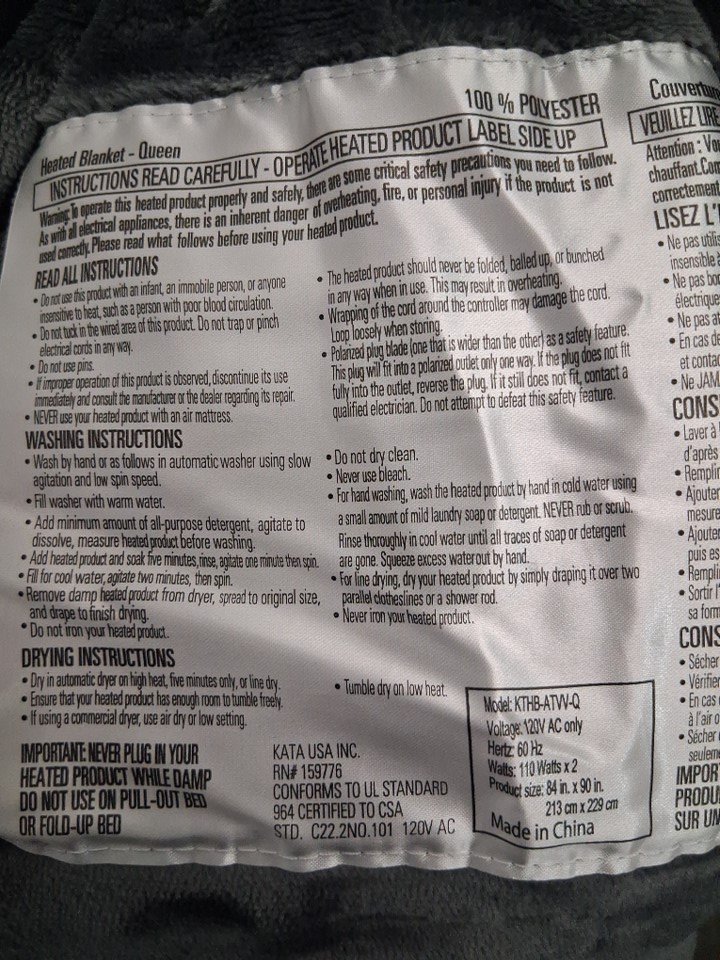 100 % POLYESTER
Heated Blanket - Queen
INSTRUCTIONS READ CAREFULLY - OPERATE HEATED PRODUCT LABEL SIDE UP
Warning: To operate this heated product properly and safely, there are some critical safety precautions you need to follow.
As with all electrical appliances, there is an inherent danger of overheating, fire, or personal injury if the product is not
used correctly. Please read what follows before using your heated product.
READ ALL INSTRUCTIONS
• Do not use this product with an infant, an immobile person, or anyone
insensitive to heat, such as a person with poor blood circulation.
• Do not tuck in the wired area of this product. Do not trap or pinch
electrical cords in any way.
• Do not use pins.
• If improper operation of this product is observed, discontinue its use
immediately and consult the manufacturer or the dealer regarding its repair.
• NEVER use your heated product with an air mattress.
• The heated product should never be folded, balled up, or bunched
in any way when in use. This may result in overheating.
• Wrapping of the cord around the controller may damage the cord.
Loop loosely when storing.
• Polarized plug blade (one that is wider than the other) as a safety feature.
This plug will fit into a polarized outlet only one way. If the plug does not fit
fully into the outlet, reverse the plug. If it still does not fit, contact a
qualified electrician. Do not attempt to defeat this safety feature.
WASHING INSTRUCTIONS
• Wash by hand or as follows in automatic washer using slow
agitation and low spin speed.
• Fill washer with warm water.
• Add minimum amount of all-purpose detergent, agitate to
dissolve, measure heated product before washing.
• Add heated product and soak five minutes, rinse, agitate one minute then spin.
• Fill for cool water, agitate two minutes, then spin.
• Remove damp heated product from dryer, spread to original size,
and drape to finish drying.
• Do not iron your heated product.
• Do not dry clean.
• Never use bleach.
• For hand washing, wash the heated product by hand in cold water using
a small amount of mild laundry soap or detergent. NEVER rub or scrub.
Rinse thoroughly in cool water until all traces of soap or detergent
are gone. Squeeze excess water out by hand.
• For line drying, dry your heated product by simply draping it over two
parallel clotheslines or a shower rod.
• Never iron your heated product.
DRYING INSTRUCTIONS
• Dry in automatic dryer on high heat, five minutes only, or line dry.
• Ensure that your heated product has enough room to tumble freely.
• If using a commercial dryer, use air dry or low setting.
• Tumble dry on low heat.
IMPORTANT: NEVER PLUG IN YOUR
HEATED PRODUCT WHILE DAMP
DO NOT USE ON PULL-OUT BED
OR FOLD-UP BED
KATA USA INC.
RN# 159776
CONFORMS TO UL STANDARD
964 CERTIFIED TO CSA
STD. C22.2NO.101 120V AC
Model: KTHB-ATVV-Q
Voltage: 120V AC only
Hertz: 60 Hz
Watts: 110 Watts x 2
Product size: 84 in. x 90 in.
213 cm x 229 cm
Made in China
VEUILLEZ LIRE
Attention :
chauffant.
correctement
LISEZ
• Ne pas
insensible à
• Ne pas
électrique
• Ne pas
• En cas de
et
• Ne
• Laver à
d'après
•
mesure
•
puis
•
• Sortir
sa
• Sécher
•
• En cas
à l'air
• Sécher
SUR